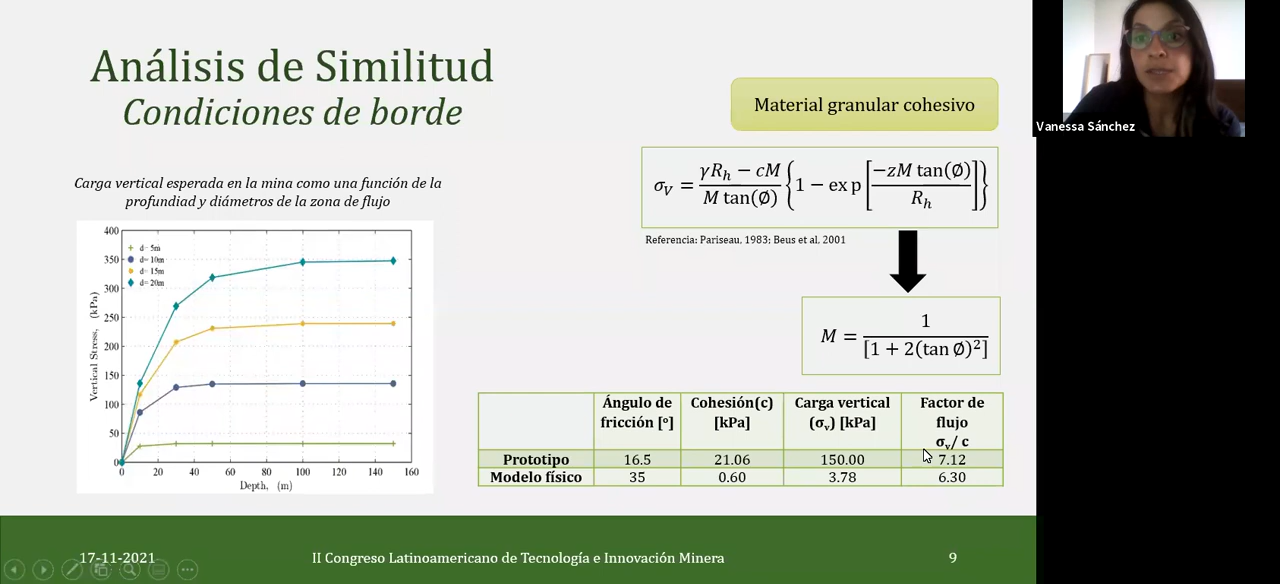 Análisis de Similitud
Condiciones de borde
Material granular cohesivo
Vanessa Sánchez
σ_V = (γR_h − cM) / (M tan(Ø)) {1 − exp[−zM tan(Ø) / R_h]}
Referencia: Pariseau, 1983; Beus et al, 2001
M = 1 / [1 + 2(tan Ø)²]
Carga vertical esperada en la mina como una función de la
profundiad y diámetros de la zona de flujo
400
350
300
250
200
150
100
50
0
d= 5m
d= 10m
d= 15m
d= 20m
Vertical Stress, (kPa)
0 20 40 60 80 100 120 140 160
Depth, (m)
Ángulo de fricción [º] Cohesión(c) [kPa] Carga vertical (σᵥ) [kPa] Factor de flujo σᵥ/ c
Prototipo 16.5 21.06 150.00 7.12
Modelo físico 35 0.60 3.78 6.30
17-11-2021 II Congreso Latinoamericano de Tecnología e Innovación Minera 9